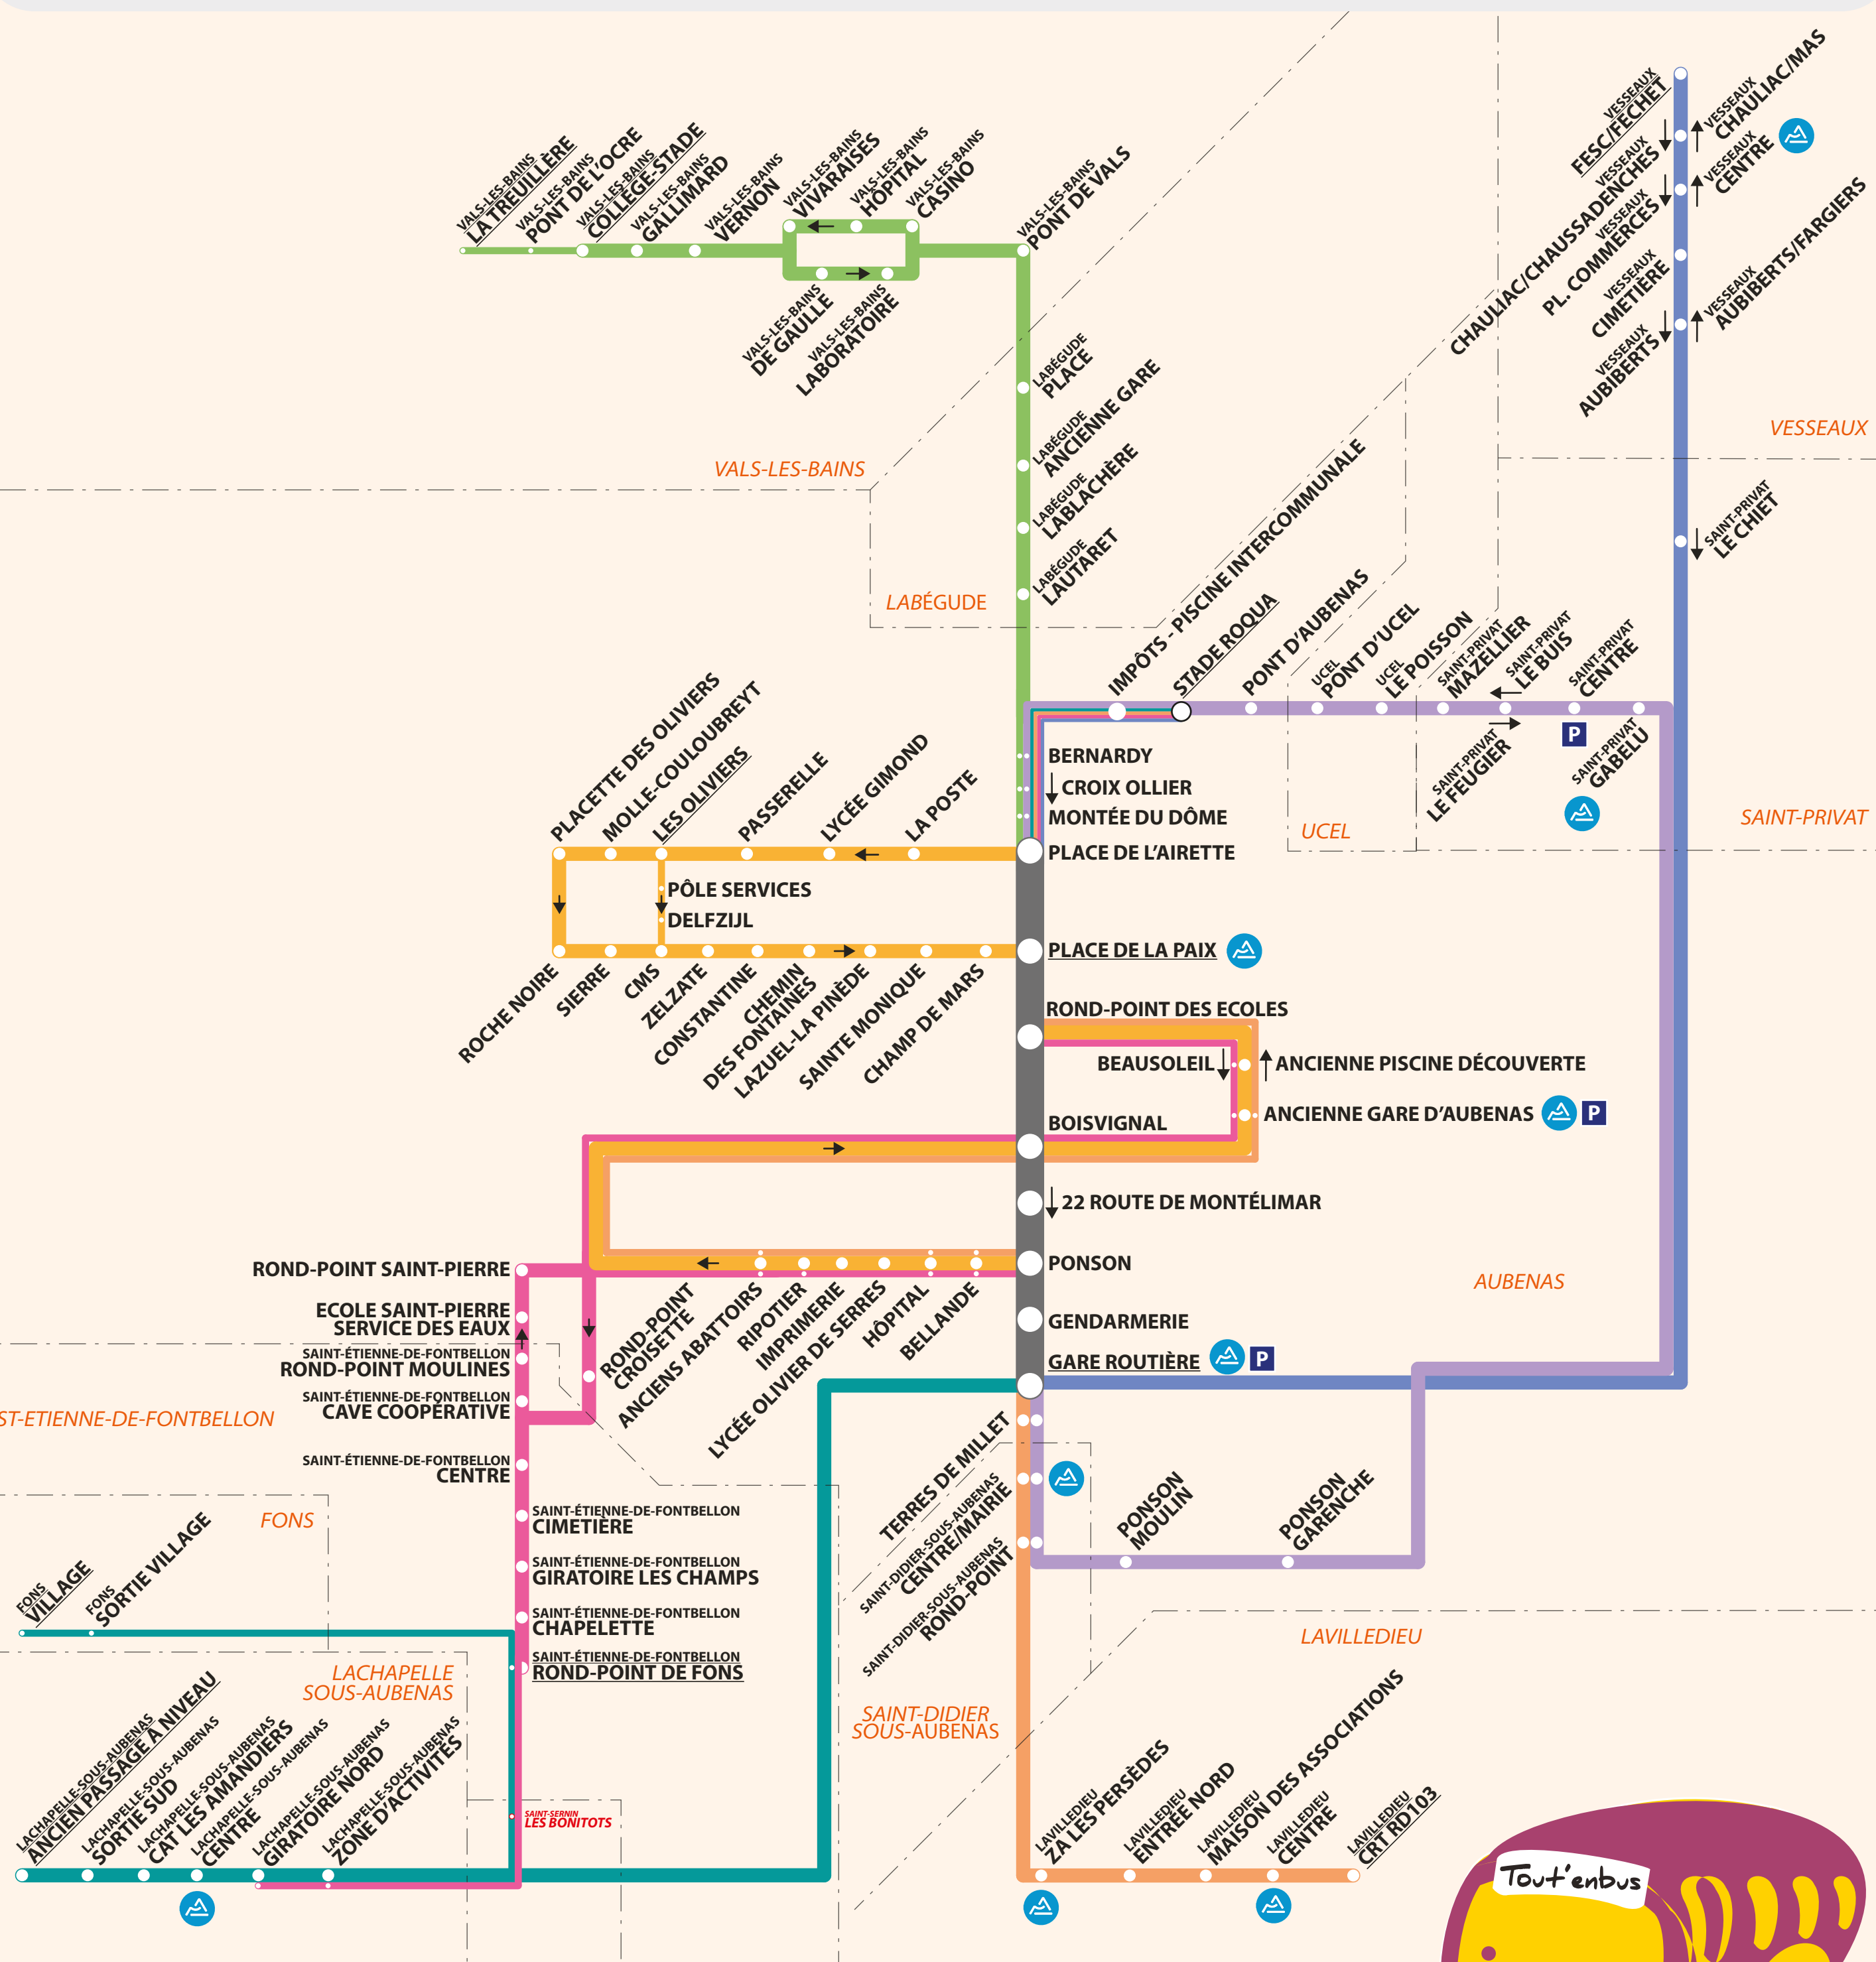 VALS-LES-BAINS
LA TREUILLÈRE
VALS-LES-BAINS
PONT DE L'OCRE
VALS-LES-BAINS
COLLÈGE-STADE
VALS-LES-BAINS
GALLIMARD
VALS-LES-BAINS
VERNON
VALS-LES-BAINS
VIVARAISES
VALS-LES-BAINS
HÔPITAL
VALS-LES-BAINS
CASINO
VALS-LES-BAINS
PONT DE VALS
VALS-LES-BAINS
DE GAULLE
VALS-LES-BAINS
LABORATOIRE
VESSEAUX
FESC/FÉCHET
VESSEAUX
CHAULIAC/MAS
VESSEAUX
CHAULIAC/CHAUSSADENCHES
VESSEAUX
CENTRE
VESSEAUX
PL. COMMERCES
VESSEAUX
CIMETIÈRE
VESSEAUX
AUBIBERTS/FARGIERS
VESSEAUX
AUBIBERTS
LABÉGUDE
PLACE
LABÉGUDE
ANCIENNE GARE
LABÉGUDE
LABLACHÈRE
LABÉGUDE
LAUTARET
VALS-LES-BAINS
VESSEAUX
LABÉGUDE
SAINT-PRIVAT
LE CHIET
IMPÔTS - PISCINE INTERCOMMUNALE
STADE ROQUA
PONT D'AUBENAS
UCEL
PONT D'UCEL
UCEL
LE POISSON
SAINT-PRIVAT
MAZELLIER
SAINT-PRIVAT
LE BUIS
SAINT-PRIVAT
CENTRE
P
SAINT-PRIVAT
LE FEUGIER
SAINT-PRIVAT
GABELU
UCEL
SAINT-PRIVAT
BERNARDY
CROIX OLLIER
MONTÉE DU DÔME
PLACE DE L'AIRETTE
PLACETTE DES OLIVIERS
MOLLE-COULOUBREYT
LES OLIVIERS
PASSERELLE
LYCÉE GIMOND
LA POSTE
PÔLE SERVICES
DELFZIJL
PLACE DE LA PAIX
ROCHE NOIRE
SIERRE
CMS
ZELZATE
CONSTANTINE
CHEMIN
DES FONTAINES
LAZUEL-LA PINÈDE
SAINTE MONIQUE
CHAMP DE MARS
ROND-POINT DES ECOLES
BEAUSOLEIL
ANCIENNE PISCINE DÉCOUVERTE
ANCIENNE GARE D'AUBENAS
P
BOISVIGNAL
22 ROUTE DE MONTÉLIMAR
PONSON
GENDARMERIE
GARE ROUTIÈRE
P
AUBENAS
ROND-POINT SAINT-PIERRE
ECOLE SAINT-PIERRE
SERVICE DES EAUX
SAINT-ÉTIENNE-DE-FONTBELLON
ROND-POINT MOULINES
SAINT-ÉTIENNE-DE-FONTBELLON
CAVE COOPÉRATIVE
SAINT-ÉTIENNE-DE-FONTBELLON
CENTRE
ROND-POINT
CROISETTE
ANCIENS ABATTOIRS
RIPOTIER
IMPRIMERIE
LYCÉE OLIVIER DE SERRES
HÔPITAL
BELLANDE
ST-ETIENNE-DE-FONTBELLON
SAINT-ÉTIENNE-DE-FONTBELLON
CIMETIÈRE
SAINT-ÉTIENNE-DE-FONTBELLON
GIRATOIRE LES CHAMPS
SAINT-ÉTIENNE-DE-FONTBELLON
CHAPELETTE
SAINT-ÉTIENNE-DE-FONTBELLON
ROND-POINT DE FONS
TERRES DE MILLET
SAINT-DIDIER-SOUS-AUBENAS
CENTRE/MAIRIE
SAINT-DIDIER-SOUS-AUBENAS
ROND-POINT
PONSON
MOULIN
PONSON
GARENCHE
FONS
FONS
VILLAGE
FONS
SORTIE VILLAGE
LACHAPELLE
SOUS-AUBENAS
LAVILLEDIEU
SAINT-DIDIER
SOUS-AUBENAS
LACHAPELLE-SOUS-AUBENAS
ANCIEN PASSAGE A NIVEAU
LACHAPELLE-SOUS-AUBENAS
SORTIE SUD
LACHAPELLE-SOUS-AUBENAS
CAT LES AMANDIERS
LACHAPELLE-SOUS-AUBENAS
CENTRE
LACHAPELLE-SOUS-AUBENAS
GIRATOIRE NORD
LACHAPELLE-SOUS-AUBENAS
ZONE D'ACTIVITÉS
SAINT-SERNIN
LES BONITOTS
LAVILLEDIEU
ZA LES PERSÈDES
LAVILLEDIEU
ENTRÉE NORD
LAVILLEDIEU
MAISON DES ASSOCIATIONS
LAVILLEDIEU
CENTRE
LAVILLEDIEU
CRT RD103
Tout'enbus